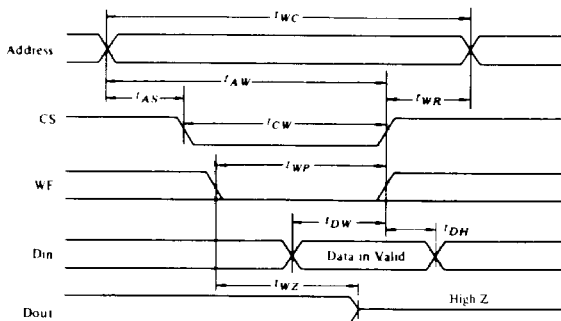 tWC
Address
tAW
tAS
tWR
CS
tCW
tWP
WE
tDW
tDH
Din
Data in Valid
tWZ
High Z
Dout